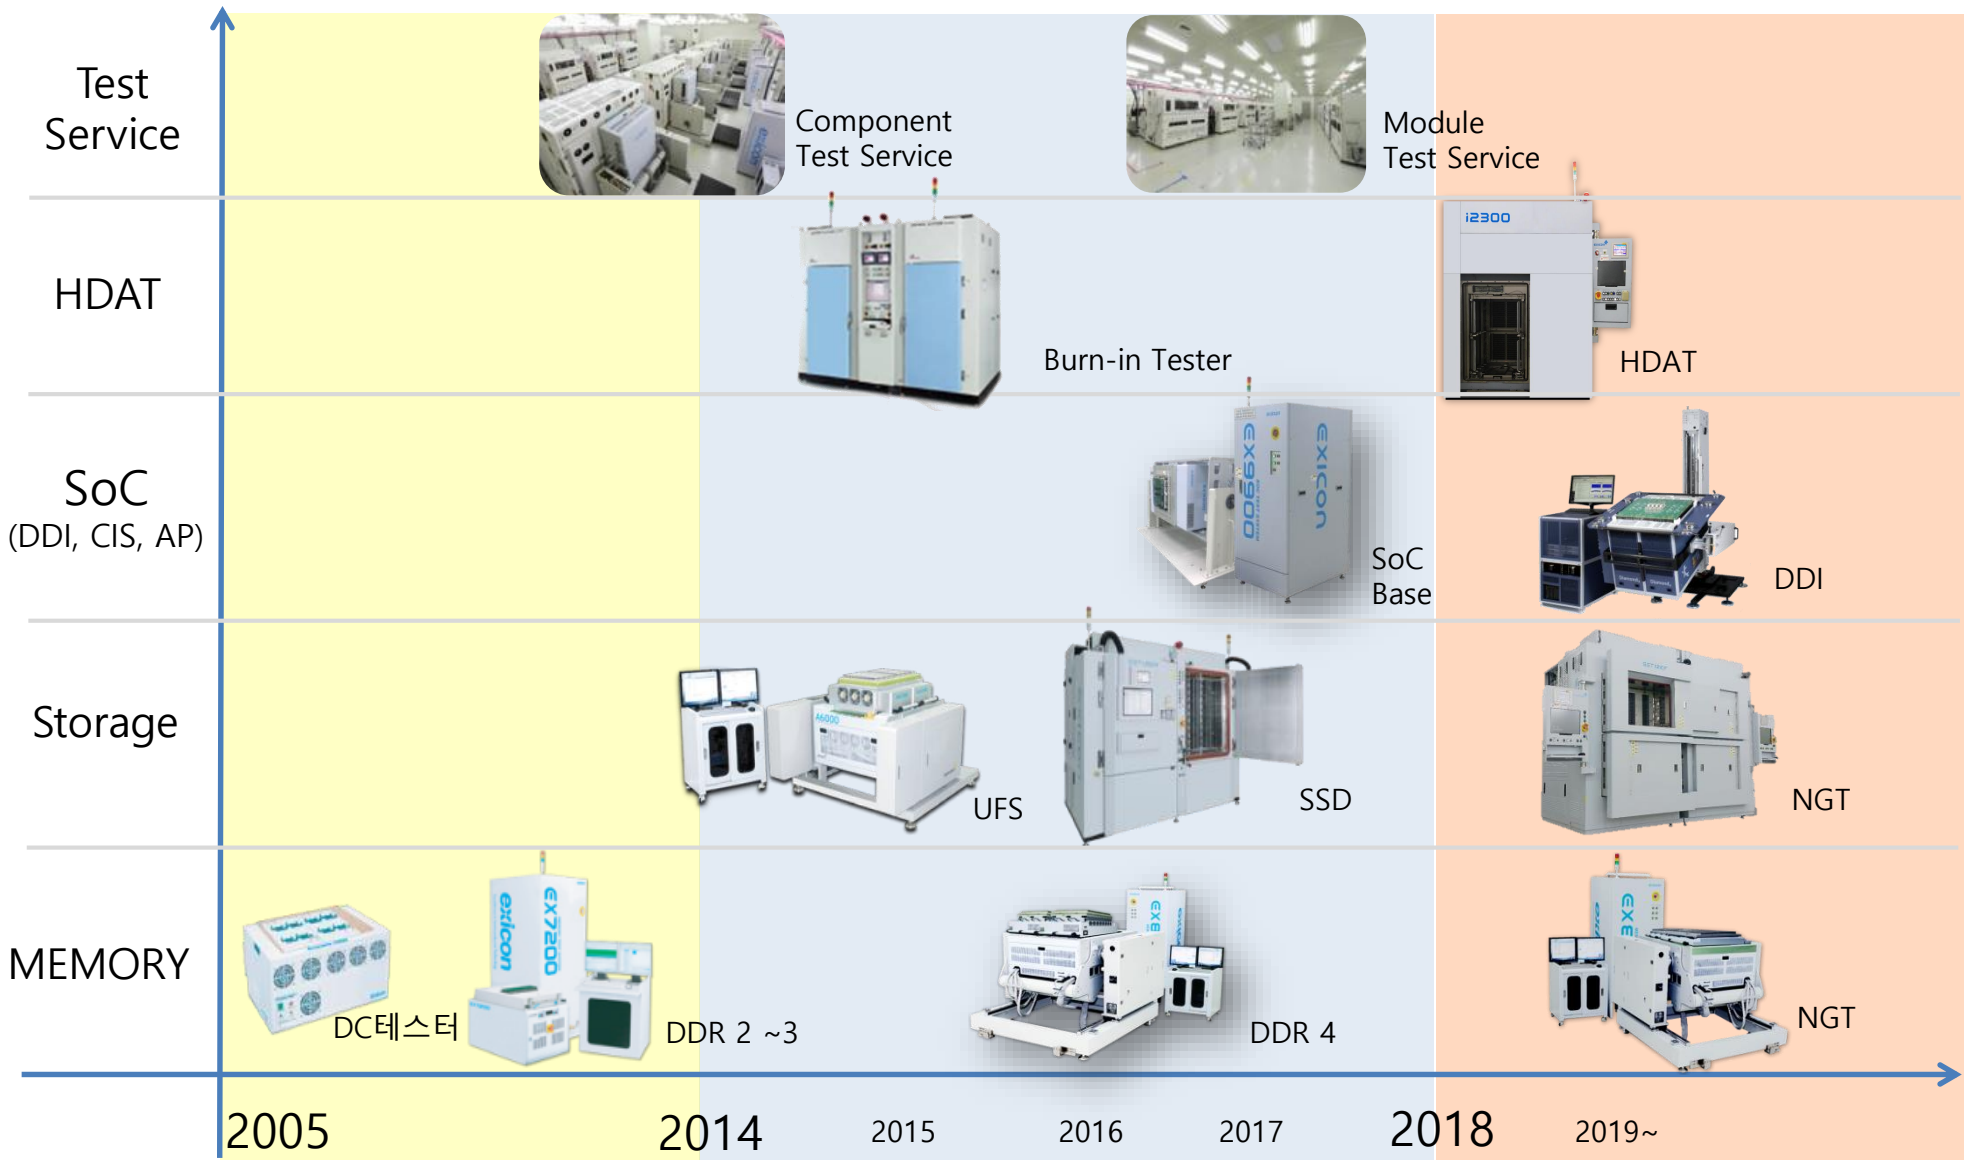 Test
Service
Component
Test Service
Module
Test Service
HDAT
Burn-in Tester
i2300
HDAT
SoC
(DDI, CIS, AP)
EX9900
EXICON
SoC
Base
DDI
Storage
A6000
UFS
SSD
NGT
MEMORY
DC테스터
exicon
EX7200
DDR 2 ~3
DDR 4
NGT
2005
2014
2015
2016
2017
2018
2019~